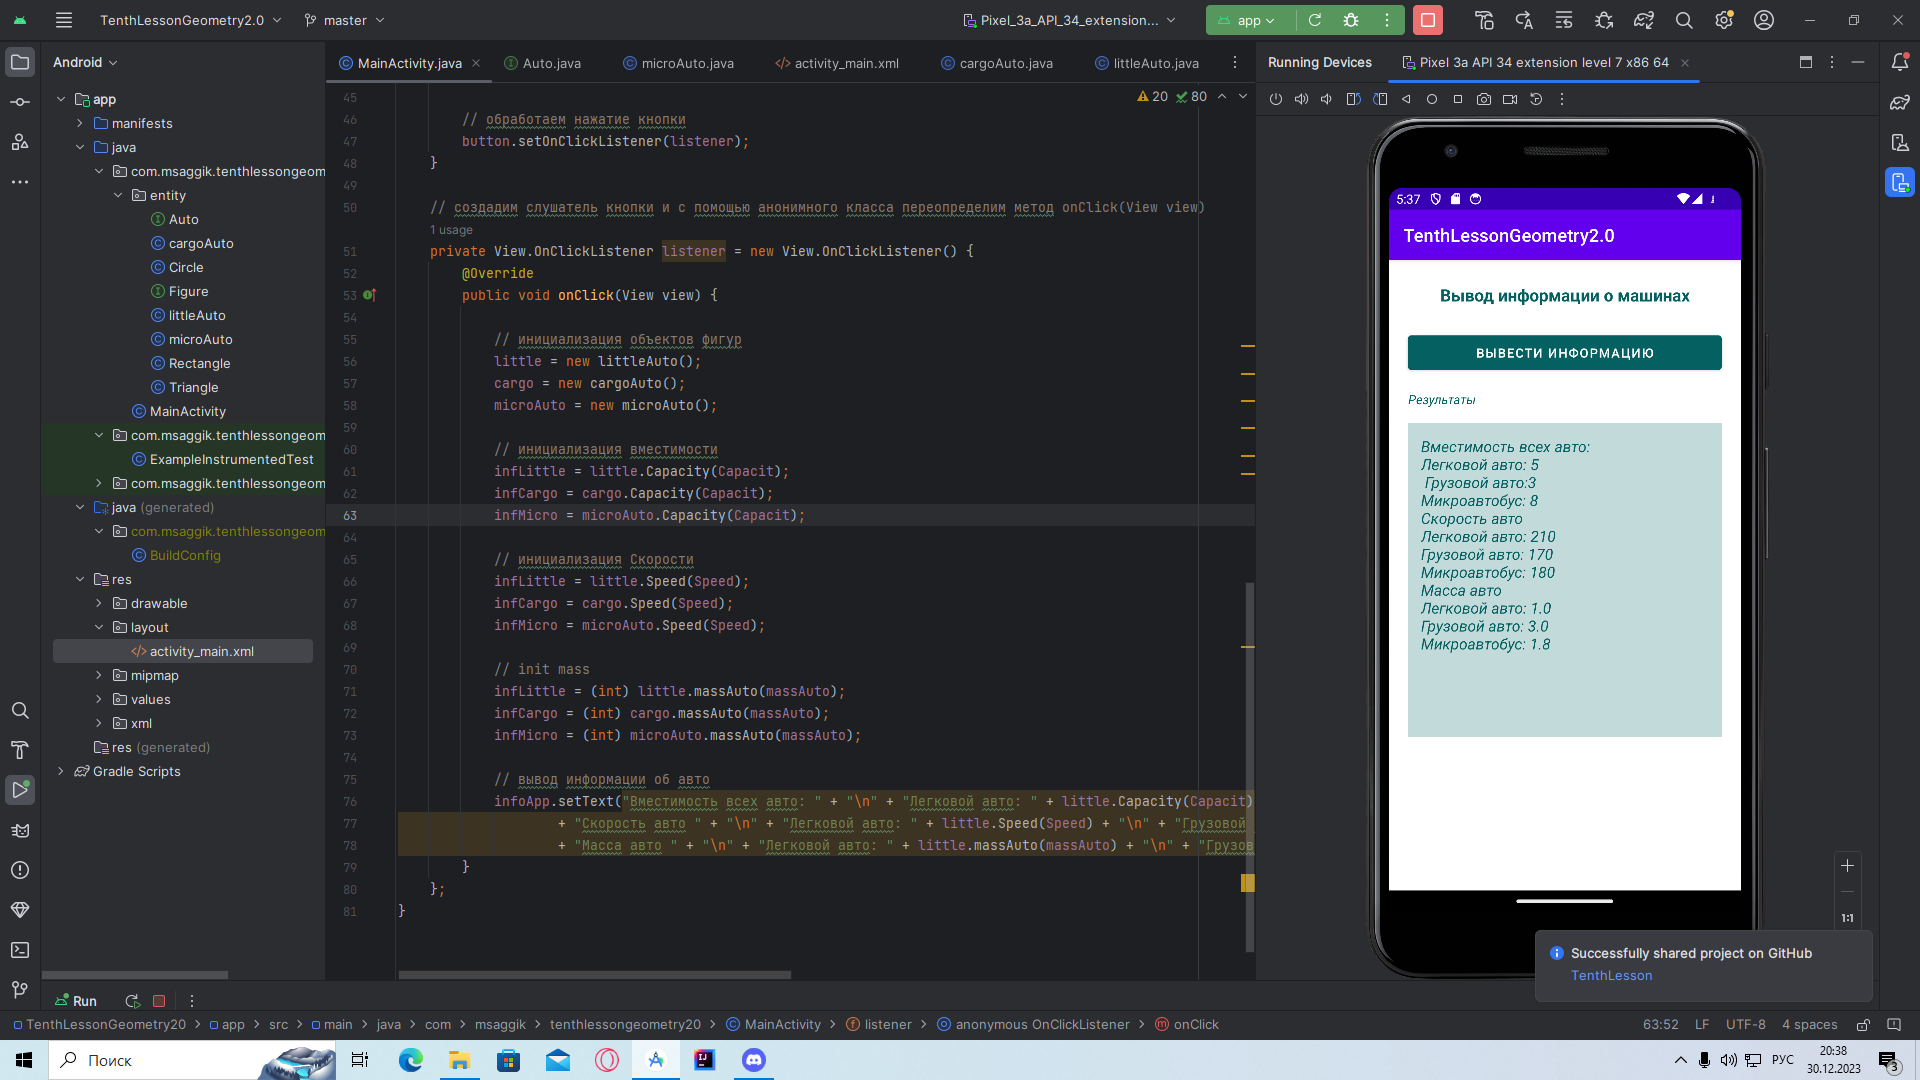 TenthLessonGeometry2.0
master
Pixel_3a_API_34_extension...
app
Android
MainActivity.java
Auto.java
microAuto.java
activity_main.xml
cargoAuto.java
littleAuto.java
Running Devices
Pixel 3a API 34 extension level 7 x86 64
app
manifests
java
com.msaggik.tenthlessongeom
entity
Auto
cargoAuto
Circle
Figure
littleAuto
microAuto
Rectangle
Triangle
MainActivity
com.msaggik.tenthlessongeom
ExampleInstrumentedTest
com.msaggik.tenthlessongeom
java (generated)
com.msaggik.tenthlessongeom
BuildConfig
res
drawable
layout
activity_main.xml
mipmap
values
xml
res (generated)
Gradle Scripts
20 80
45
46 // обработаем нажатие кнопки
47 button.setOnClickListener(listener);
48 }
49
50 // создадим слушатель кнопки и с помощью анонимного класса переопределим метод onClick(View view)
1 usage
51 private View.OnClickListener listener = new View.OnClickListener() {
52 @Override
53 public void onClick(View view) {
54
55 // инициализация объектов фигур
56 little = new littleAuto();
57 cargo = new cargoAuto();
58 microAuto = new microAuto();
59
60 // инициализация вместимости
61 infLittle = little.Capacity(Capacit);
62 infCargo = cargo.Capacity(Capacit);
63 infMicro = microAuto.Capacity(Capacit);
64
65 // инициализация Скорости
66 infLittle = little.Speed(Speed);
67 infCargo = cargo.Speed(Speed);
68 infMicro = microAuto.Speed(Speed);
69
70 // init mass
71 infLittle = (int) little.massAuto(massAuto);
72 infCargo = (int) cargo.massAuto(massAuto);
73 infMicro = (int) microAuto.massAuto(massAuto);
74
75 // вывод информации об авто
76 infoApp.setText("Вместимость всех авто: " + "\n" + "Легковой авто: " + little.Capacity(Capacit)
77 + "Скорость авто " + "\n" + "Легковой авто: " + little.Speed(Speed) + "\n" + "Грузовой
78 + "Масса авто " + "\n" + "Легковой авто: " + little.massAuto(massAuto) + "\n" + "Грузов
79 }
80 };
81 }
5:37
TenthLessonGeometry2.0
Вывод информации о машинах
ВЫВЕСТИ ИНФОРМАЦИЮ
Результаты
Вместимость всех авто:
Легковой авто: 5
Грузовой авто:3
Микроавтобус: 8
Скорость авто
Легковой авто: 210
Грузовой авто: 170
Микроавтобус: 180
Масса авто
Легковой авто: 1.0
Грузовой авто: 3.0
Микроавтобус: 1.8
1:1
Successfully shared project on GitHub
TenthLesson
Run
TenthLessonGeometry20 > app > src > main > java > com > msaggik > tenthlessongeometry20 > MainActivity > listener > anonymous OnClickListener > onClick
63:52 LF UTF-8 4 spaces
Поиск
РУС
20:38
30.12.2023
3